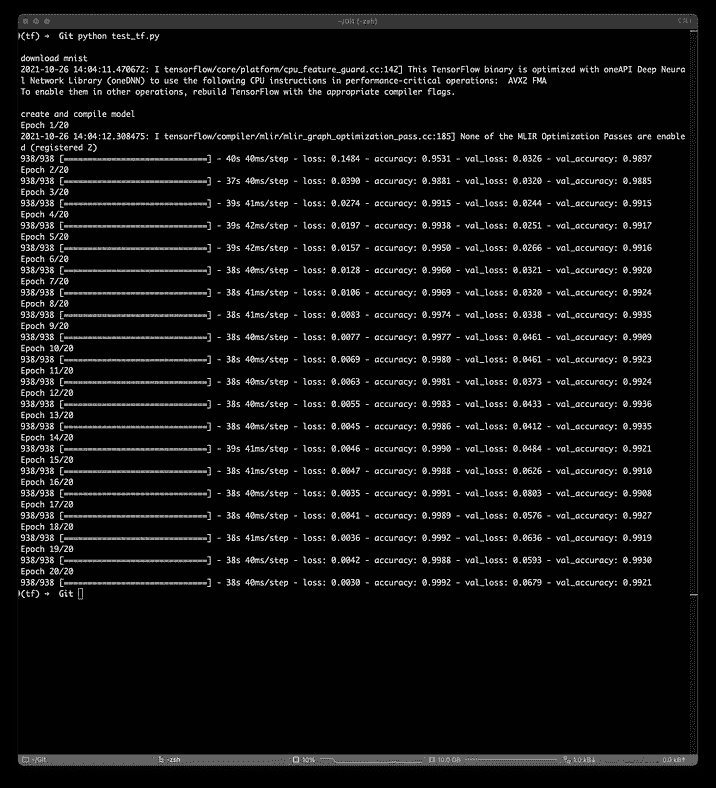 ~/Git (-zsh)
(tf) → Git python test_tf.py
download mnist
2021-10-26 14:04:11.470672: I tensorflow/core/platform/cpu_feature_guard.cc:142] This TensorFlow binary is optimized with oneAPI Deep Neura
l Network Library (oneDNN) to use the following CPU instructions in performance-critical operations:  AVX2 FMA
To enable them in other operations, rebuild TensorFlow with the appropriate compiler flags.
create and compile model
Epoch 1/20
2021-10-26 14:04:12.308475: I tensorflow/compiler/mlir/mlir_graph_optimization_pass.cc:185] None of the MLIR Optimization Passes are enable
d (registered 2)
938/938 [==============================] - 40s 40ms/step - loss: 0.1484 - accuracy: 0.9531 - val_loss: 0.0326 - val_accuracy: 0.9897
Epoch 2/20
938/938 [==============================] - 37s 40ms/step - loss: 0.0390 - accuracy: 0.9881 - val_loss: 0.0320 - val_accuracy: 0.9885
Epoch 3/20
938/938 [==============================] - 39s 41ms/step - loss: 0.0274 - accuracy: 0.9915 - val_loss: 0.0244 - val_accuracy: 0.9915
Epoch 4/20
938/938 [==============================] - 39s 42ms/step - loss: 0.0197 - accuracy: 0.9938 - val_loss: 0.0251 - val_accuracy: 0.9917
Epoch 5/20
938/938 [==============================] - 39s 42ms/step - loss: 0.0157 - accuracy: 0.9950 - val_loss: 0.0266 - val_accuracy: 0.9916
Epoch 6/20
938/938 [==============================] - 38s 40ms/step - loss: 0.0128 - accuracy: 0.9960 - val_loss: 0.0321 - val_accuracy: 0.9920
Epoch 7/20
938/938 [==============================] - 38s 41ms/step - loss: 0.0106 - accuracy: 0.9969 - val_loss: 0.0320 - val_accuracy: 0.9924
Epoch 8/20
938/938 [==============================] - 38s 41ms/step - loss: 0.0083 - accuracy: 0.9974 - val_loss: 0.0338 - val_accuracy: 0.9935
Epoch 9/20
938/938 [==============================] - 38s 40ms/step - loss: 0.0077 - accuracy: 0.9977 - val_loss: 0.0461 - val_accuracy: 0.9909
Epoch 10/20
938/938 [==============================] - 38s 40ms/step - loss: 0.0069 - accuracy: 0.9980 - val_loss: 0.0461 - val_accuracy: 0.9923
Epoch 11/20
938/938 [==============================] - 38s 40ms/step - loss: 0.0063 - accuracy: 0.9981 - val_loss: 0.0373 - val_accuracy: 0.9924
Epoch 12/20
938/938 [==============================] - 38s 40ms/step - loss: 0.0055 - accuracy: 0.9983 - val_loss: 0.0433 - val_accuracy: 0.9936
Epoch 13/20
938/938 [==============================] - 38s 40ms/step - loss: 0.0045 - accuracy: 0.9986 - val_loss: 0.0412 - val_accuracy: 0.9935
Epoch 14/20
938/938 [==============================] - 39s 41ms/step - loss: 0.0046 - accuracy: 0.9990 - val_loss: 0.0484 - val_accuracy: 0.9921
Epoch 15/20
938/938 [==============================] - 38s 41ms/step - loss: 0.0047 - accuracy: 0.9988 - val_loss: 0.0626 - val_accuracy: 0.9910
Epoch 16/20
938/938 [==============================] - 38s 40ms/step - loss: 0.0035 - accuracy: 0.9991 - val_loss: 0.0803 - val_accuracy: 0.9908
Epoch 17/20
938/938 [==============================] - 38s 40ms/step - loss: 0.0041 - accuracy: 0.9989 - val_loss: 0.0576 - val_accuracy: 0.9927
Epoch 18/20
938/938 [==============================] - 38s 41ms/step - loss: 0.0036 - accuracy: 0.9992 - val_loss: 0.0636 - val_accuracy: 0.9919
Epoch 19/20
938/938 [==============================] - 38s 40ms/step - loss: 0.0042 - accuracy: 0.9988 - val_loss: 0.0593 - val_accuracy: 0.9930
Epoch 20/20
938/938 [==============================] - 38s 40ms/step - loss: 0.0030 - accuracy: 0.9992 - val_loss: 0.0679 - val_accuracy: 0.9921
(tf) → Git
~/Git -zsh 10% 10.0 GB 1.0 kB↓ 0.0 kB↑